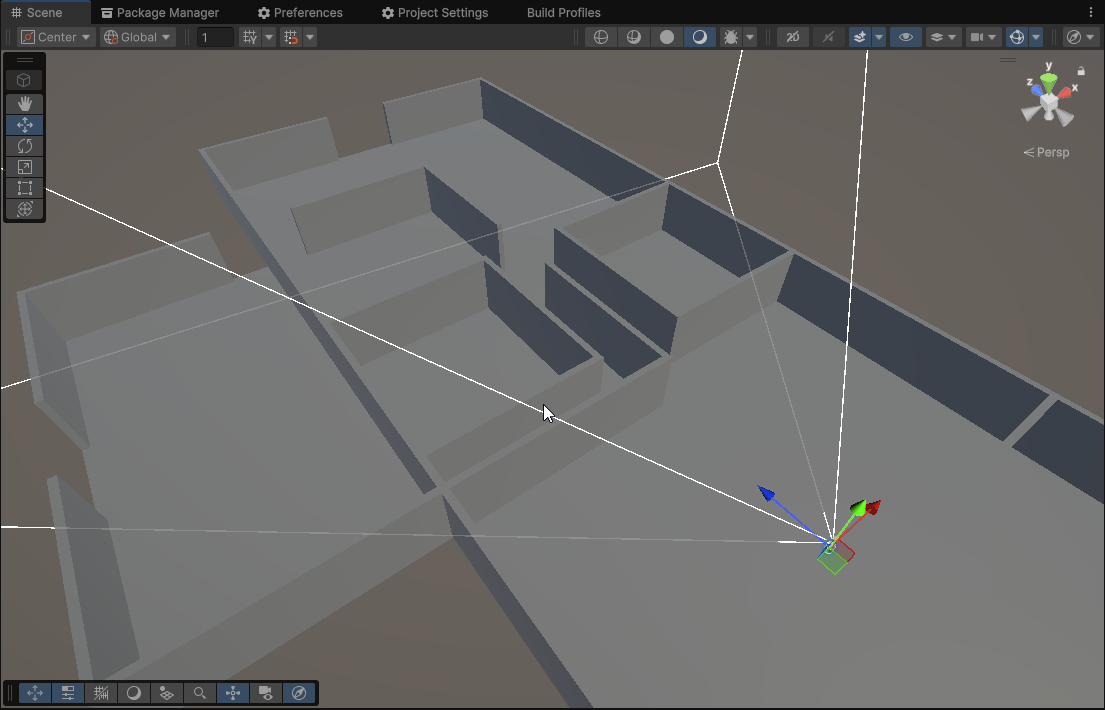 Scene Package Manager Preferences Project Settings Build Profiles
Center Global 1 2D
y
z x
Persp